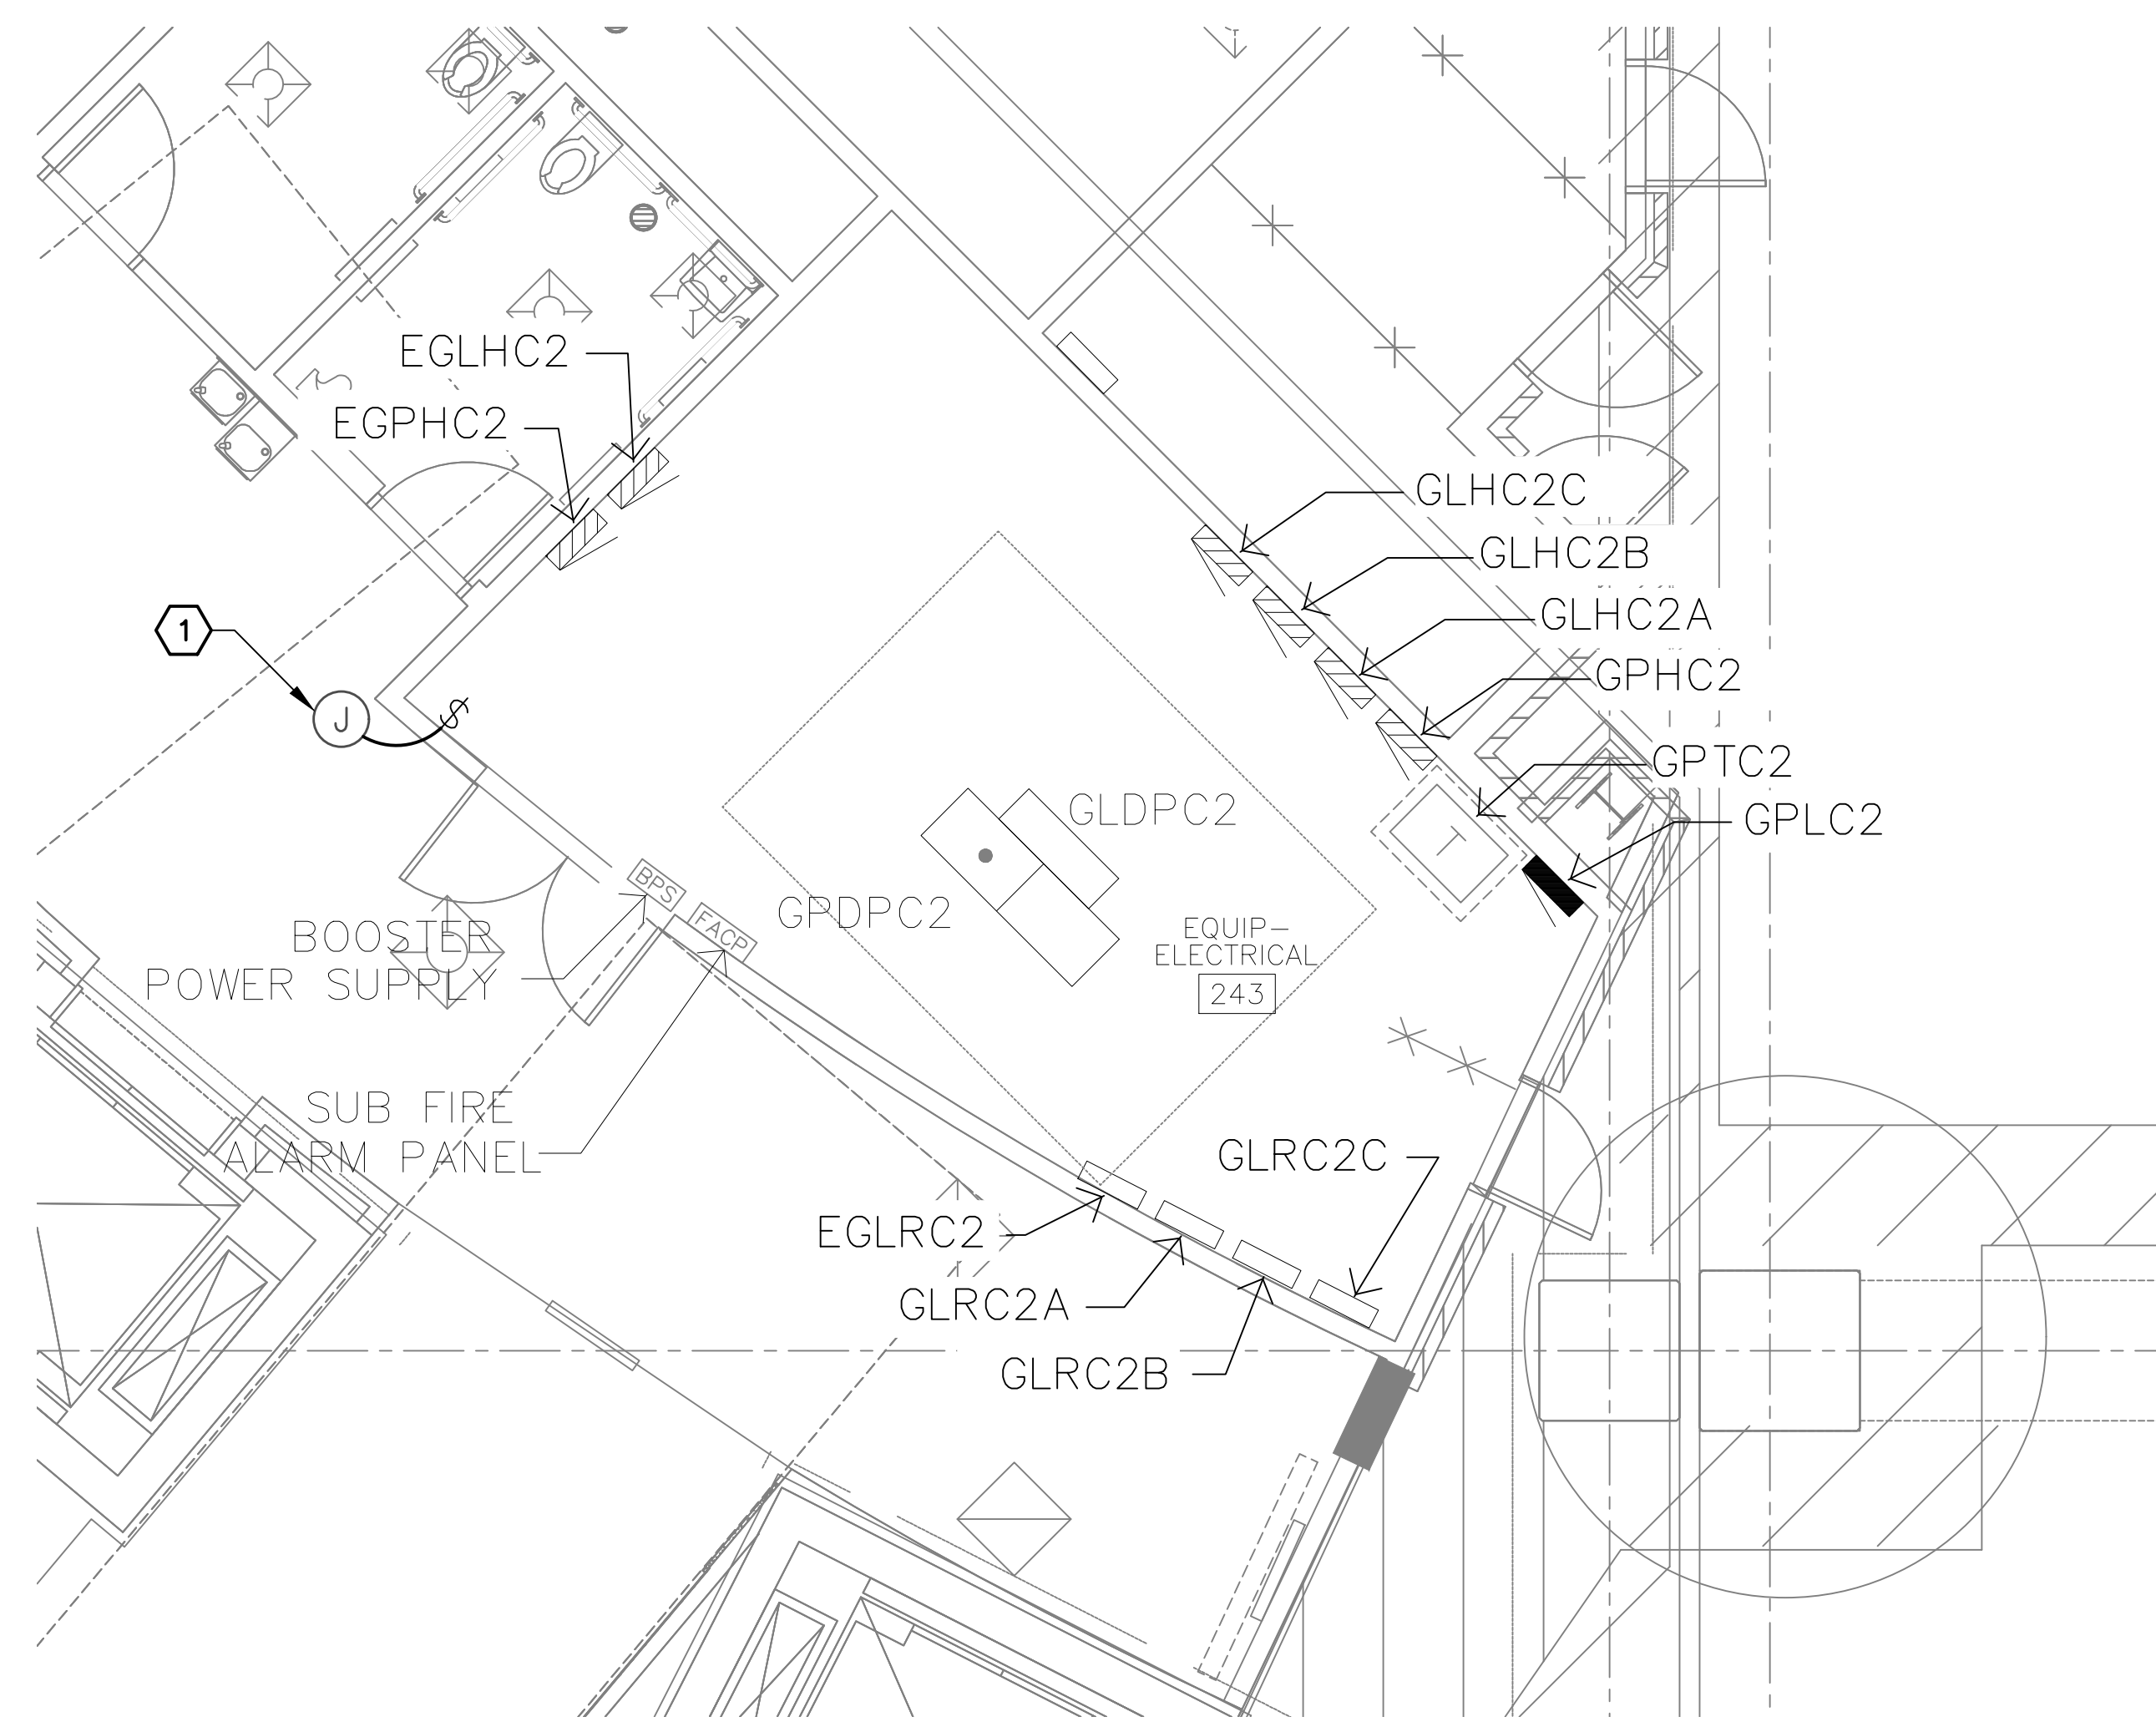 EGLHC2
EGPHC2
GLHC2C
GLHC2B
GLHC2A
GPHC2
GPTC2
GPLC2
1
J
$
T
GLDPC2
GPDPC2
BPS
FACP
BOOSTER
POWER SUPPLY
EQUIP-
ELECTRICAL
243
SUB FIRE
ALARM PANEL
GLRC2C
EGLRC2
GLRC2A
GLRC2B